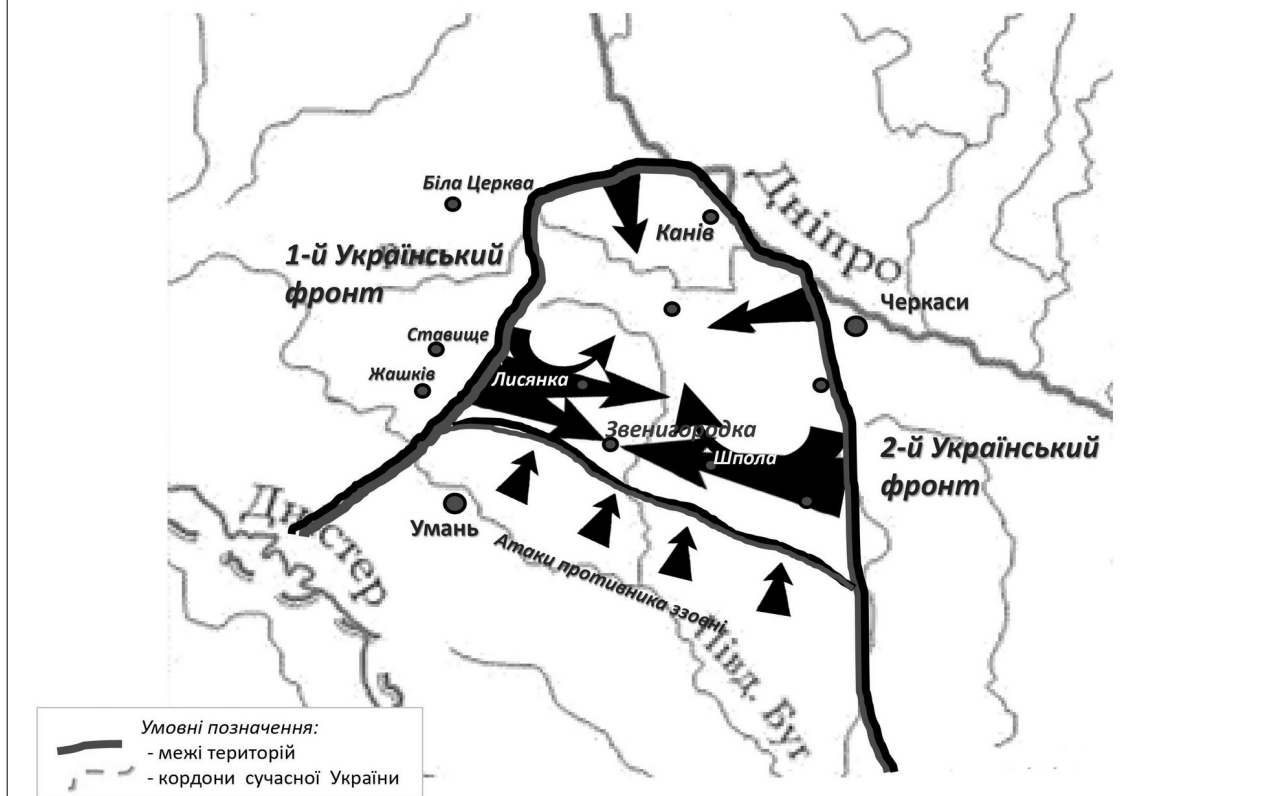 Біла Церква
Дніпро
Канів
1-й Український
фронт
Черкаси
Ставище
Жашків
Лисянка
Звенигородка
Шпола
2-й Український
фронт
Дністер
Умань
Атаки противника ззовні
Півд. Буг
Умовні позначення:
- межі територій
- кордони сучасної України